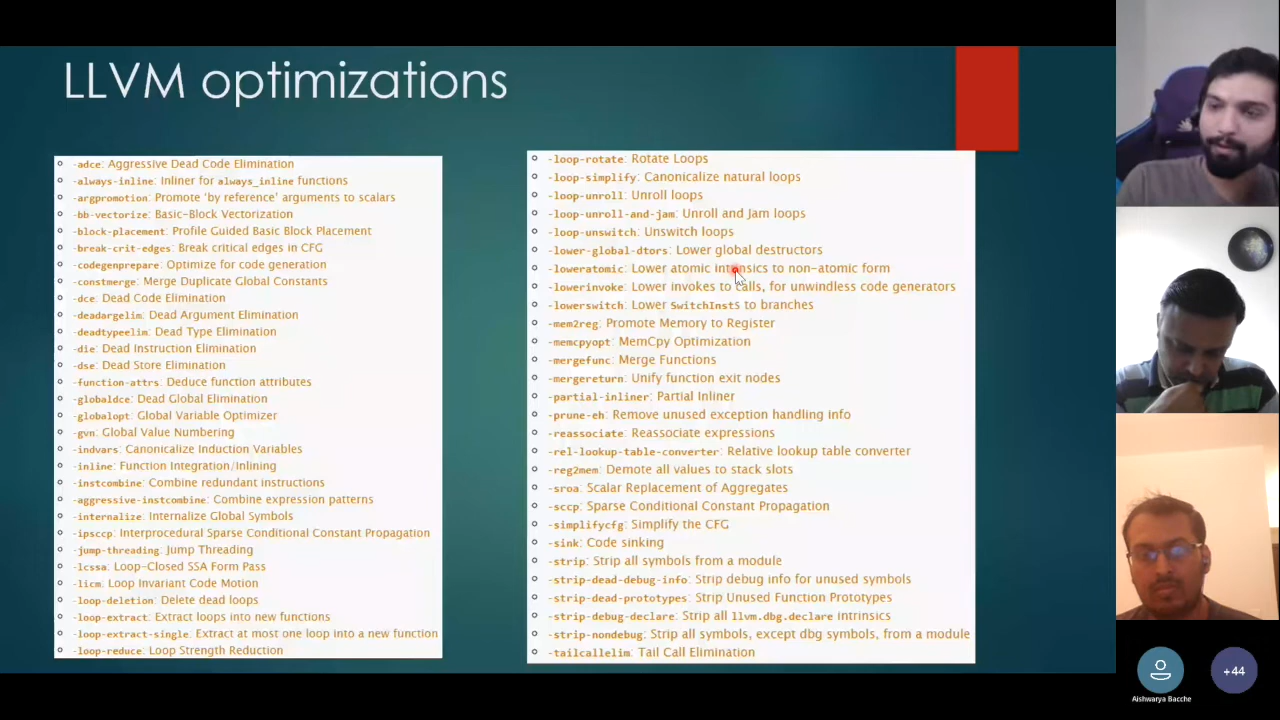 LLVM optimizations
-adce: Aggressive Dead Code Elimination
-always-inline: Inliner for always_inline functions
-argpromotion: Promote 'by reference' arguments to scalars
-bb-vectorize: Basic-Block Vectorization
-block-placement: Profile Guided Basic Block Placement
-break-crit-edges: Break critical edges in CFG
-codegenprepare: Optimize for code generation
-constmerge: Merge Duplicate Global Constants
-dce: Dead Code Elimination
-deadargelim: Dead Argument Elimination
-deadtypeelim: Dead Type Elimination
-die: Dead Instruction Elimination
-dse: Dead Store Elimination
-function-attrs: Deduce function attributes
-globaldce: Dead Global Elimination
-globalopt: Global Variable Optimizer
-gvn: Global Value Numbering
-indvars: Canonicalize Induction Variables
-inline: Function Integration/Inlining
-instcombine: Combine redundant instructions
-aggressive-instcombine: Combine expression patterns
-internalize: Internalize Global Symbols
-ipsccp: Interprocedural Sparse Conditional Constant Propagation
-jump-threading: Jump Threading
-lcssa: Loop-Closed SSA Form Pass
-licm: Loop Invariant Code Motion
-loop-deletion: Delete dead loops
-loop-extract: Extract loops into new functions
-loop-extract-single: Extract at most one loop into a new function
-loop-reduce: Loop Strength Reduction
-loop-rotate: Rotate Loops
-loop-simplify: Canonicalize natural loops
-loop-unroll: Unroll loops
-loop-unroll-and-jam: Unroll and Jam loops
-loop-unswitch: Unswitch loops
-lower-global-dtors: Lower global destructors
-loweratomic: Lower atomic intrinsics to non-atomic form
-lowerinvoke: Lower invokes to calls, for unwindless code generators
-lowerswitch: Lower SwitchInsts to branches
-mem2reg: Promote Memory to Register
-memcpyopt: MemCpy Optimization
-mergefunc: Merge Functions
-mergereturn: Unify function exit nodes
-partial-inliner: Partial Inliner
-prune-eh: Remove unused exception handling info
-reassociate: Reassociate expressions
-rel-lookup-table-converter: Relative lookup table converter
-reg2mem: Demote all values to stack slots
-sroa: Scalar Replacement of Aggregates
-sccp: Sparse Conditional Constant Propagation
-simplifycfg: Simplify the CFG
-sink: Code sinking
-strip: Strip all symbols from a module
-strip-dead-debug-info: Strip debug info for unused symbols
-strip-dead-prototypes: Strip Unused Function Prototypes
-strip-debug-declare: Strip all llvm.dbg.declare intrinsics
-strip-nondebug: Strip all symbols, except dbg symbols, from a module
-tailcallelim: Tail Call Elimination
Aishwarya Bacche
+44